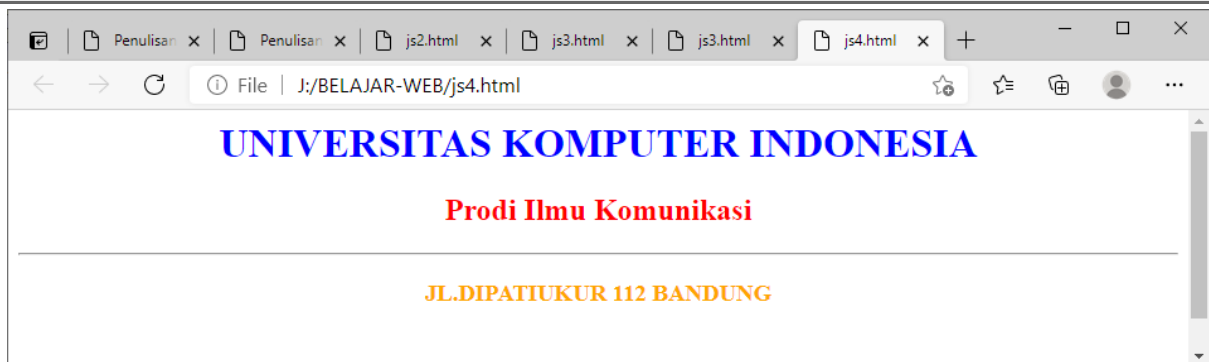 Penulisan
Penulisan
js2.html
js3.html
js3.html
js4.html
File | J:/BELAJAR-WEB/js4.html
UNIVERSITAS KOMPUTER INDONESIA
Prodi Ilmu Komunikasi
JL.DIPATIUKUR 112 BANDUNG